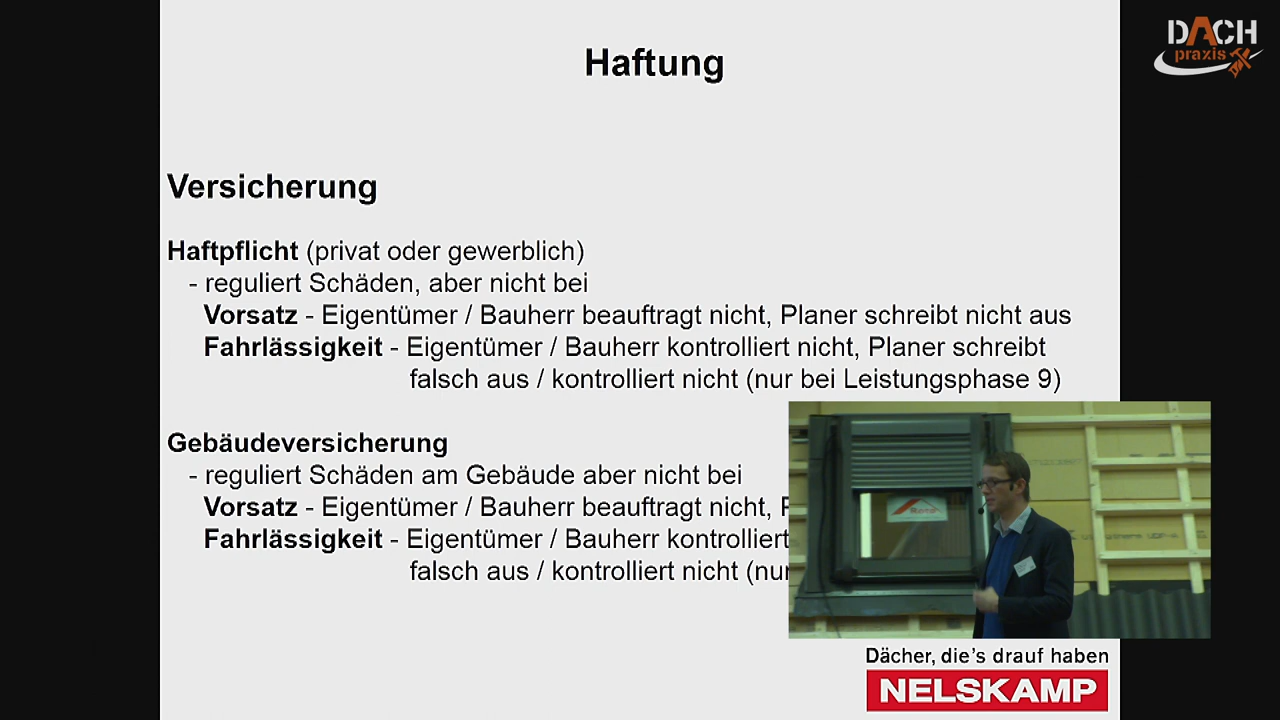 DACH
praxis
Haftung
Versicherung
Haftpflicht (privat oder gewerblich)
- reguliert Schäden, aber nicht bei
Vorsatz - Eigentümer / Bauherr beauftragt nicht, Planer schreibt nicht aus
Fahrlässigkeit - Eigentümer / Bauherr kontrolliert nicht, Planer schreibt
falsch aus / kontrolliert nicht (nur bei Leistungsphase 9)
Gebäudeversicherung
- reguliert Schäden am Gebäude aber nicht bei
Vorsatz - Eigentümer / Bauherr beauftragt nicht,
Fahrlässigkeit - Eigentümer / Bauherr kontrolliert
falsch aus / kontrolliert nicht (nur
Roto
Dächer, die's drauf haben
NELSKAMP